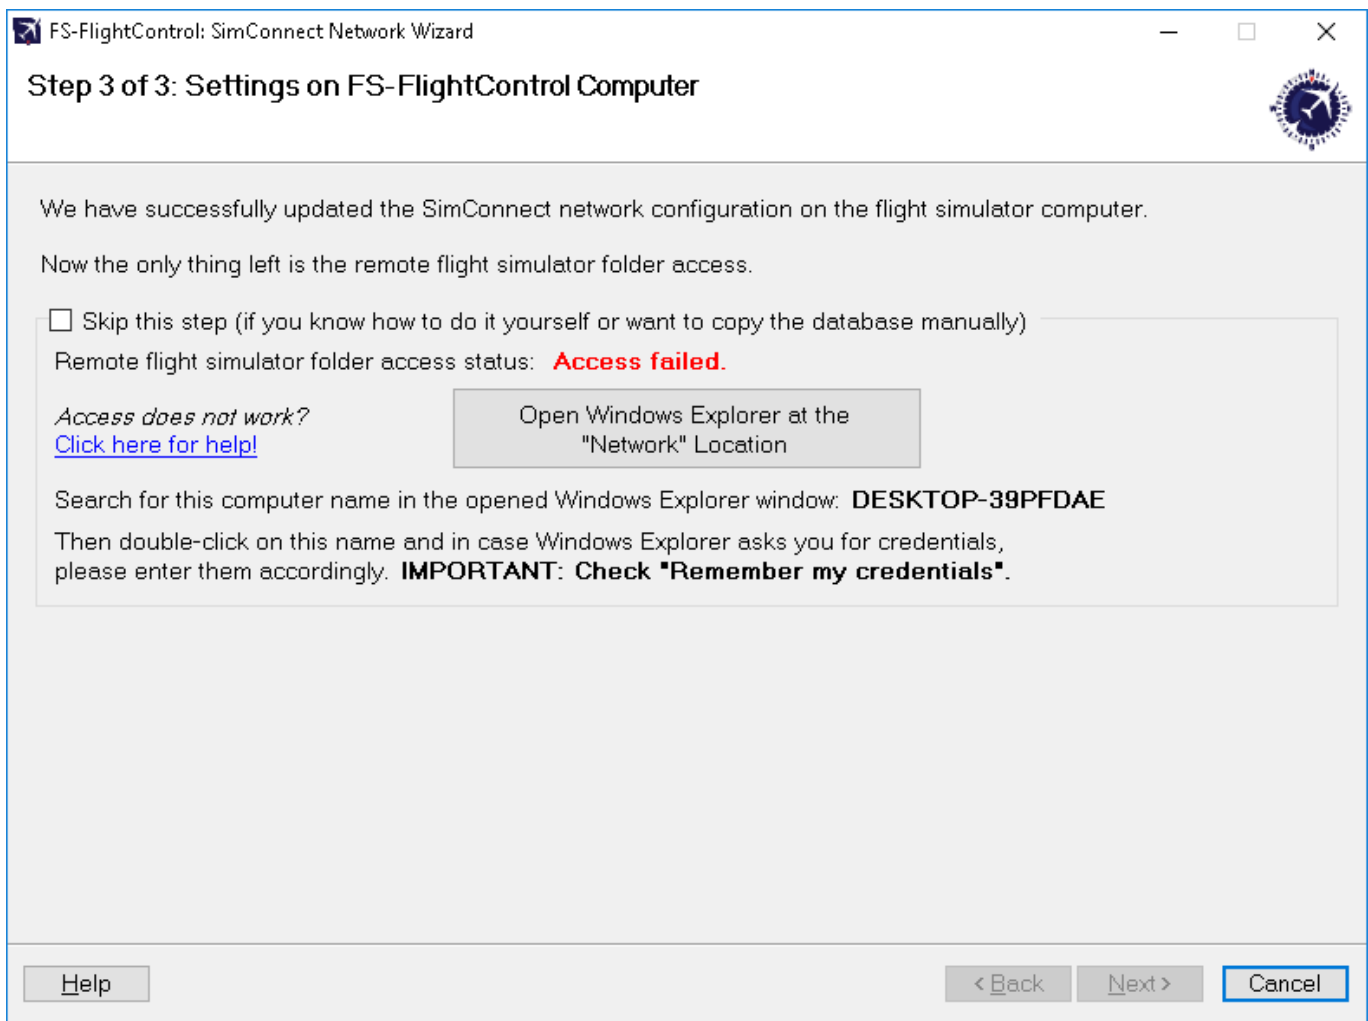 FS-FlightControl: SimConnect Network Wizard
Step 3 of 3: Settings on FS-FlightControl Computer
We have successfully updated the SimConnect network configuration on the flight simulator computer.
Now the only thing left is the remote flight simulator folder access.
Skip this step (if you know how to do it yourself or want to copy the database manually)
Remote flight simulator folder access status: Access failed.
Access does not work?
Click here for help!
Open Windows Explorer at the
"Network" Location
Search for this computer name in the opened Windows Explorer window: DESKTOP-39PFDAE
Then double-click on this name and in case Windows Explorer asks you for credentials,
please enter them accordingly. IMPORTANT: Check "Remember my credentials".
Help
< Back
Next >
Cancel